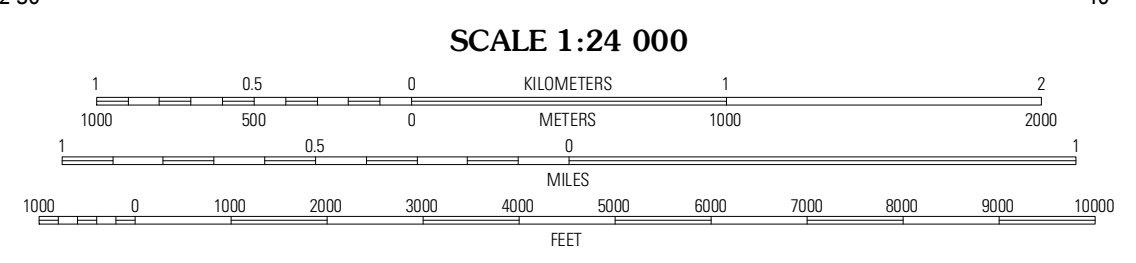 SCALE 1:24 000
1 0.5 0 KILOMETERS 1 2
1000 500 0 METERS 1000 2000
1 0.5 0 1
MILES
1000 0 1000 2000 3000 4000 5000 6000 7000 8000 9000 10000
FEET